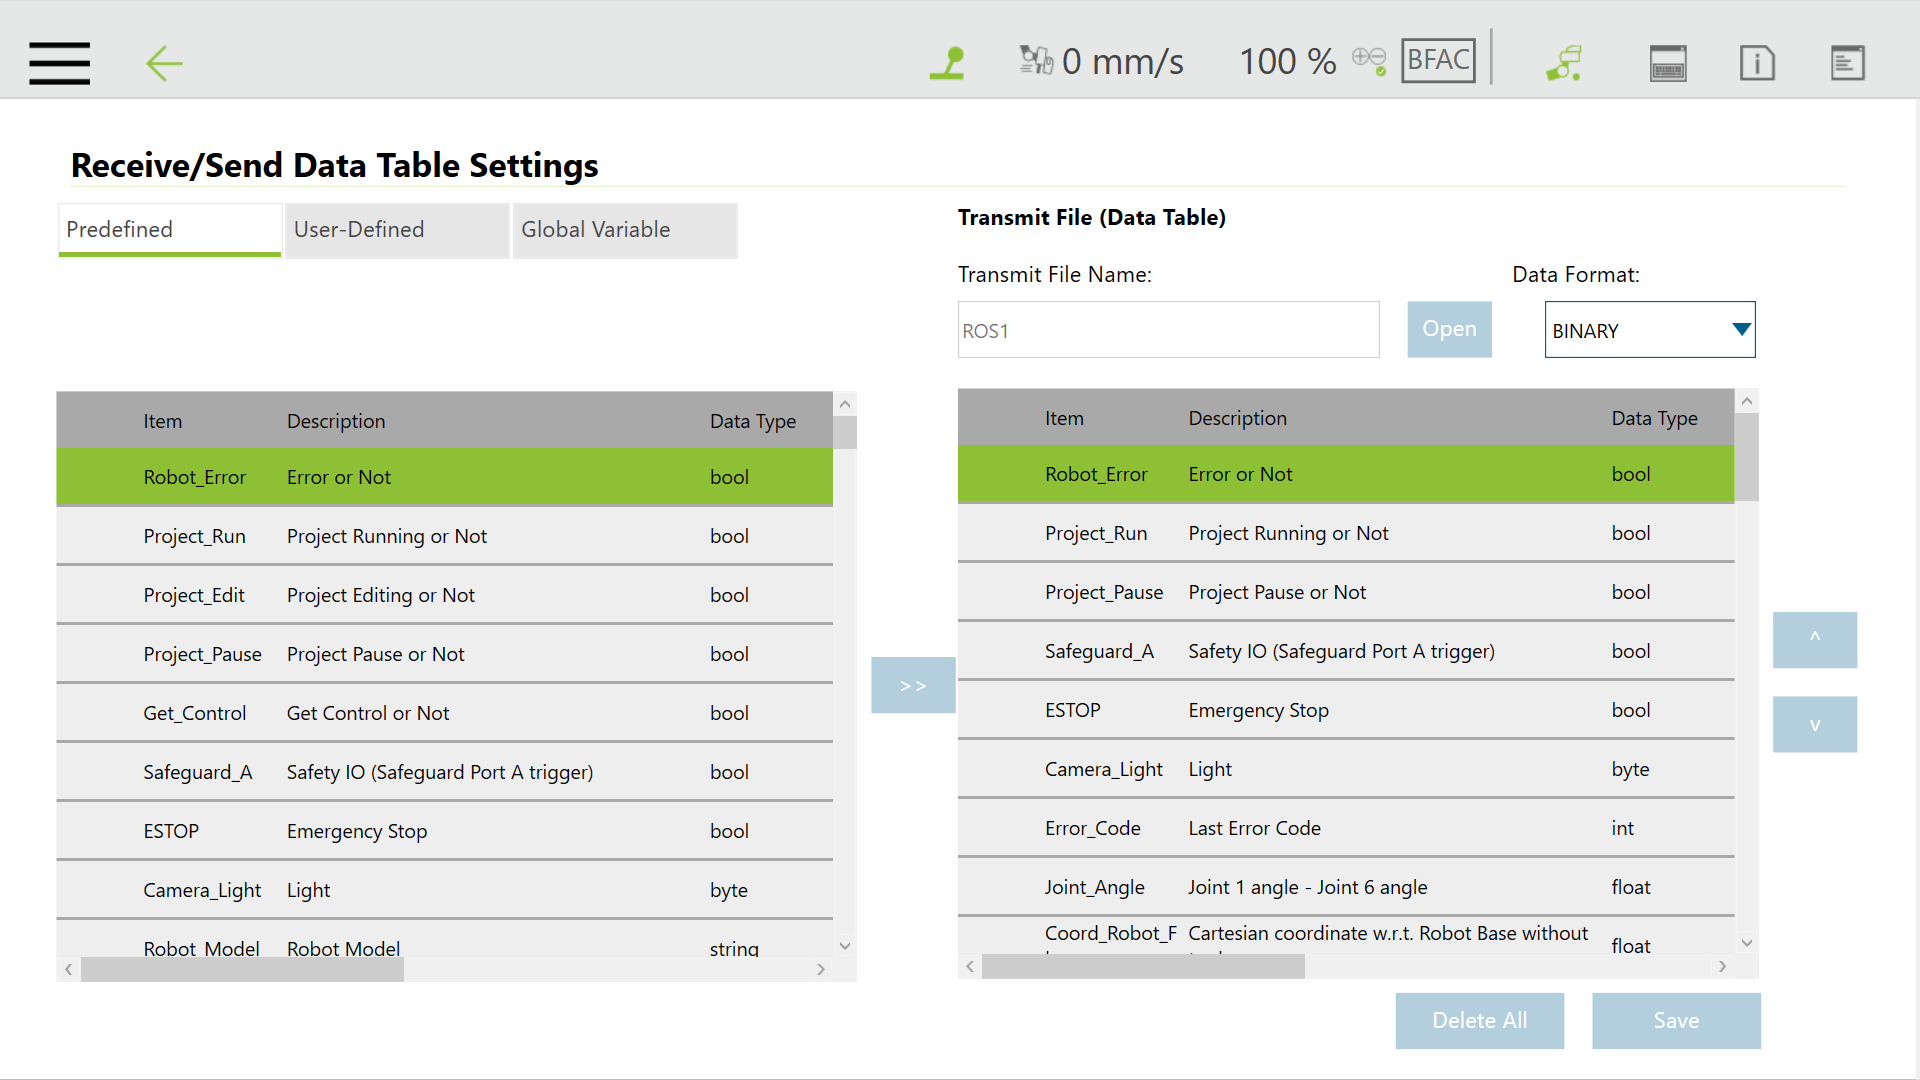 0 mm/s 100 % BFAC
Receive/Send Data Table Settings
Predefined User-Defined Global Variable
Transmit File (Data Table)
Transmit File Name: Data Format:
ROS1 Open BINARY
Item Description Data Type
Robot_Error Error or Not bool
Project_Run Project Running or Not bool
Project_Edit Project Editing or Not bool
Project_Pause Project Pause or Not bool
Get_Control Get Control or Not bool
Safeguard_A Safety IO (Safeguard Port A trigger) bool
ESTOP Emergency Stop bool
Camera_Light Light byte
Robot_Model Robot Model string
>>
Item Description Data Type
Robot_Error Error or Not bool
Project_Run Project Running or Not bool
Project_Pause Project Pause or Not bool
Safeguard_A Safety IO (Safeguard Port A trigger) bool
ESTOP Emergency Stop bool
Camera_Light Light byte
Error_Code Last Error Code int
Joint_Angle Joint 1 angle - Joint 6 angle float
Coord_Robot_F Cartesian coordinate w.r.t. Robot Base without float
^
v
Delete All Save